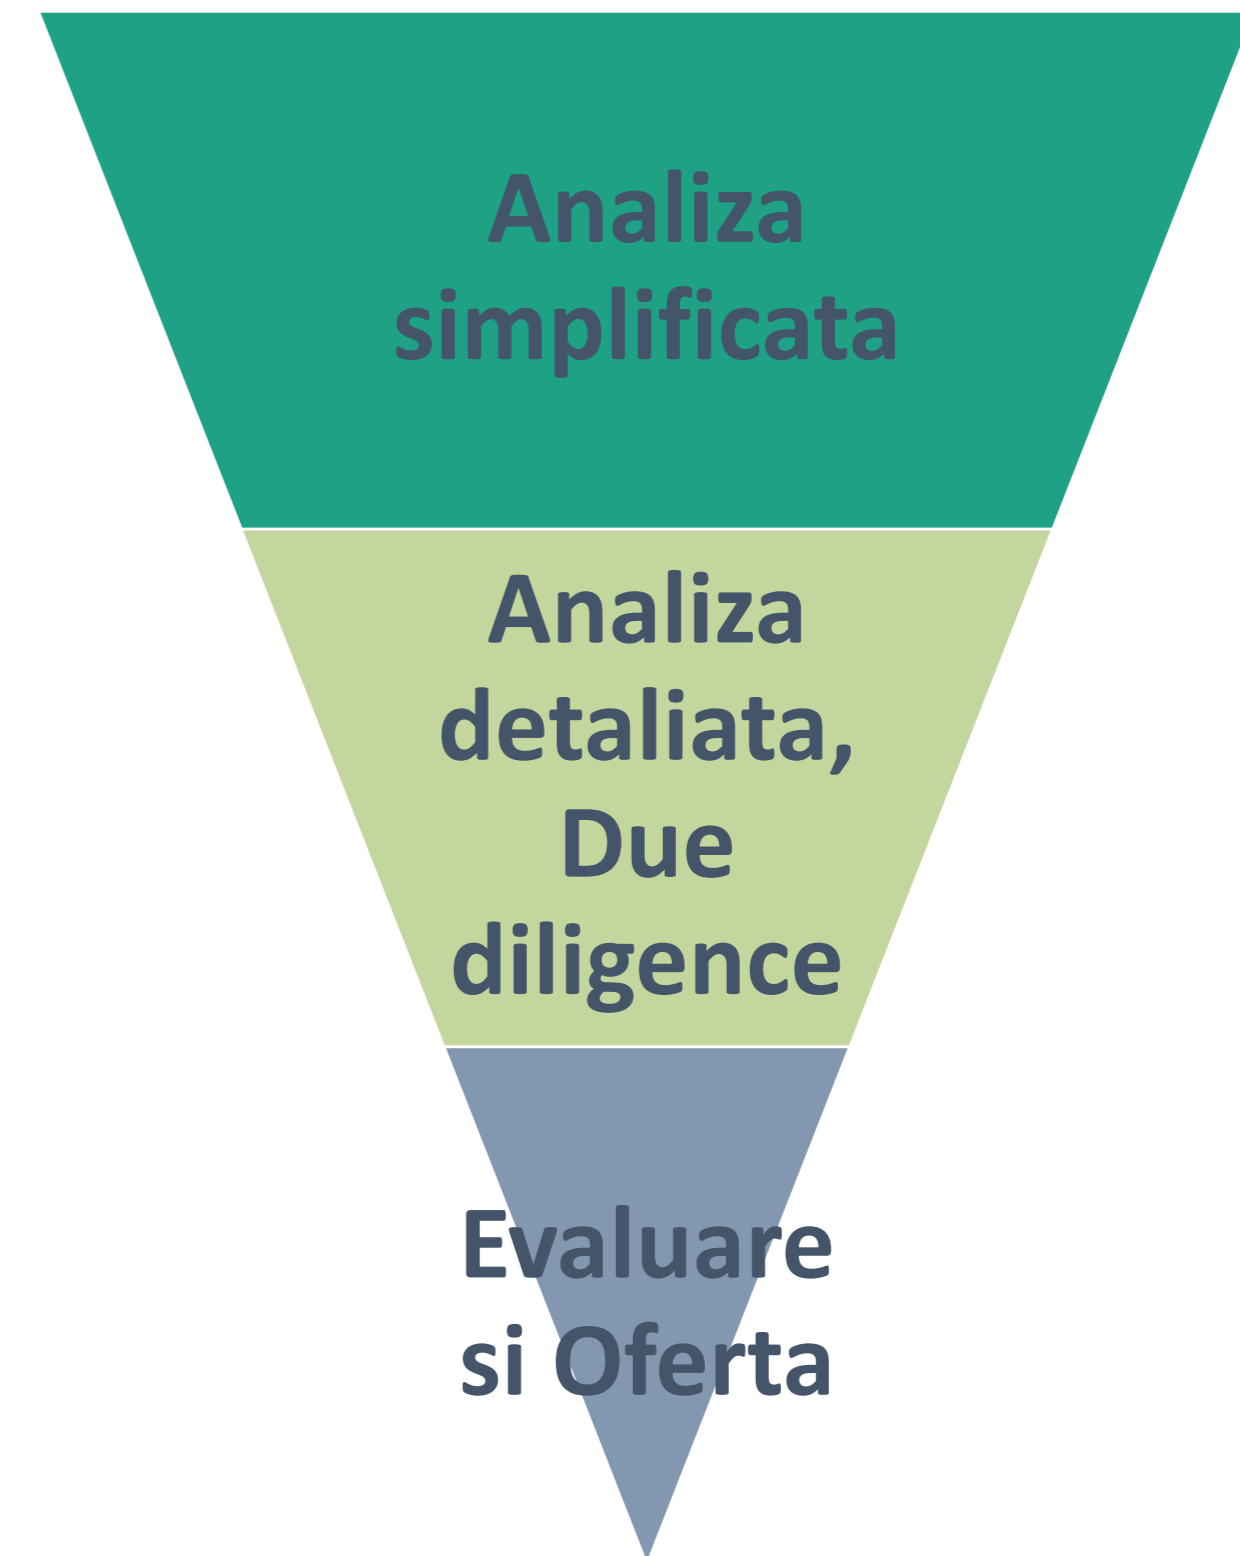 Analiza
simplificata
Analiza
detaliata,
Due
diligence
Evaluare
si Oferta